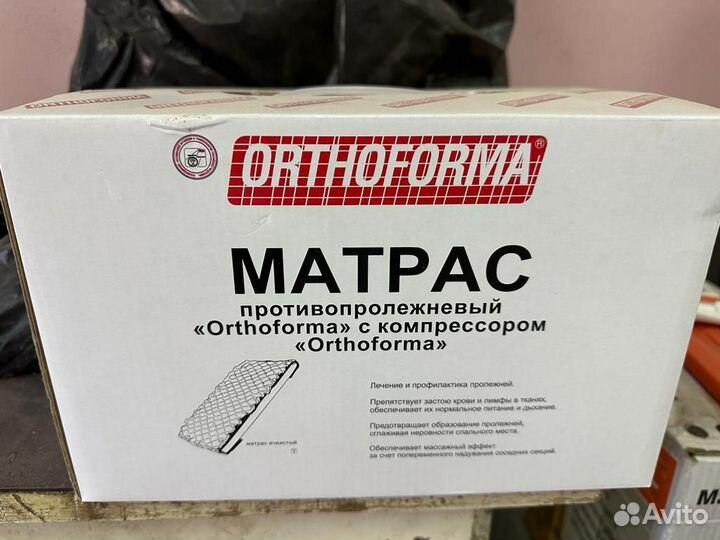 ORTHOFORMA®
МАТРАС
противопролежневый
«Orthoforma» с компрессором
«Orthoforma»
Лечение и профилактика пролежней.
Препятствует застою крови и лимфы в тканях,
обеспечивает их нормальное питание и дыхание.
Предотвращает образование пролежней,
сглаживая неровности спального места.
Обеспечивает массажный эффект
за счет попеременного надувания соседних секций.
матрас ячеистый
Avito